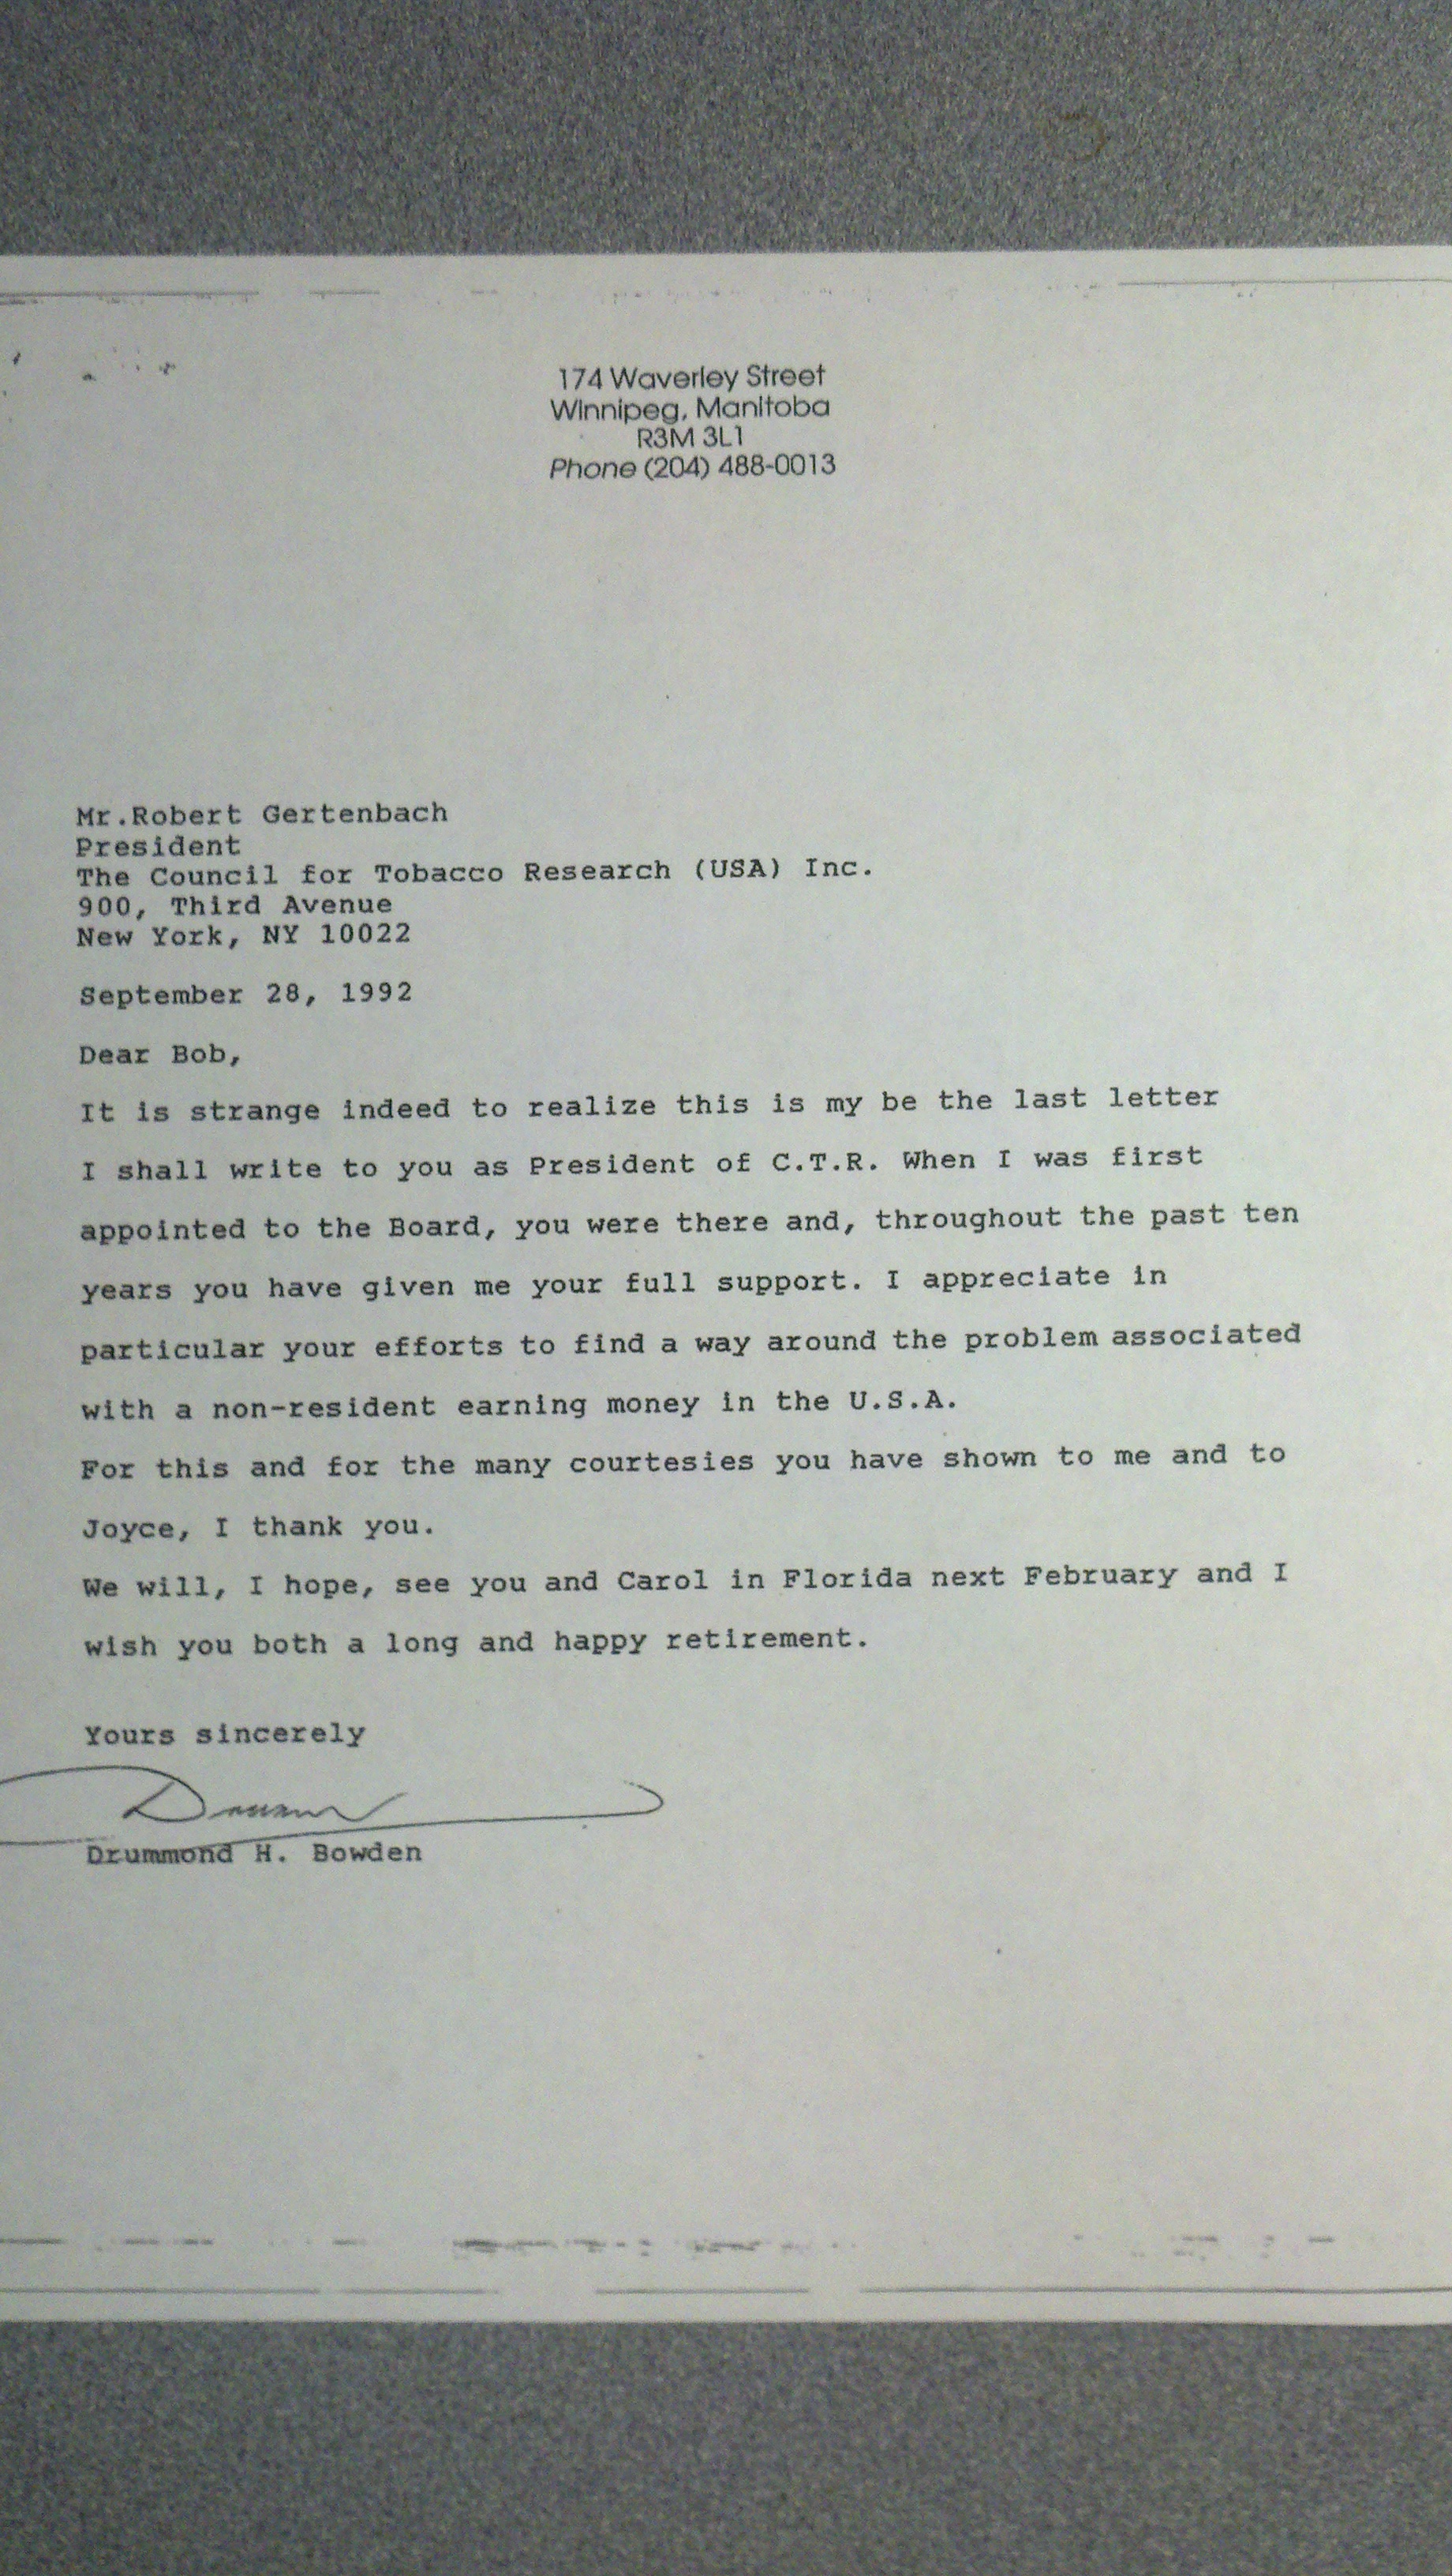 174 Waverley Street
Winnipeg, Manitoba
R3M 3L1
Phone (204) 488-0013
Mr.Robert Gertenbach
President
The Council for Tobacco Research (USA) Inc.
900, Third Avenue
New York, NY 10022
September 28, 1992
Dear Bob,
It is strange indeed to realize this is my be the last letter
I shall write to you as President of C.T.R. When I was first
appointed to the Board, you were there and, throughout the past ten
years you have given me your full support. I appreciate in
particular your efforts to find a way around the problem associated
with a non-resident earning money in the U.S.A.
For this and for the many courtesies you have shown to me and to
Joyce, I thank you.
We will, I hope, see you and Carol in Florida next February and I
wish you both a long and happy retirement.
Yours sincerely
Drummond H. Bowden